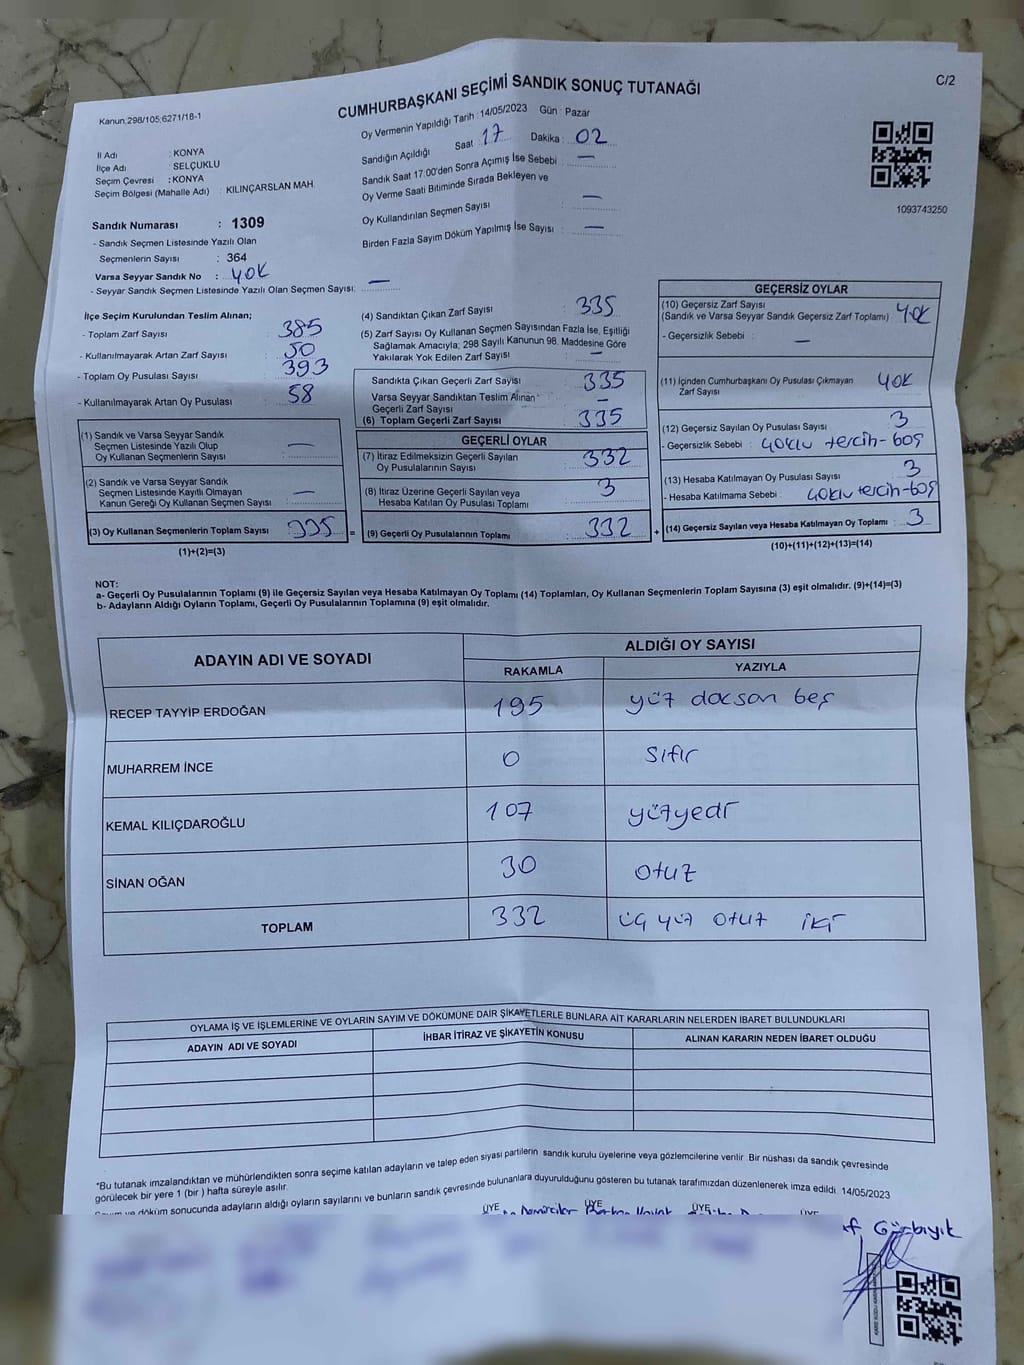 C/2
Kanun,298/105;6271/18-1
CUMHURBAŞKANI SEÇİMİ SANDIK SONUÇ TUTANAĞI
Oy Vermenin Yapıldığı Tarih : 14/05/2023 Gün : Pazar
Sandığın Açıldığı Saat 17 Dakika : 02
Sandık Saat 17:00'den Sonra Açımış İse Sebebi : —
Oy Verme Saati Bitiminde Sırada Bekleyen ve
Oy Kullandırılan Seçmen Sayısı —
Birden Fazla Sayım Döküm Yapılmış İse Sayısı : —
1093743250
İl Adı : KONYA
İlçe Adı : SELÇUKLU
Seçim Çevresi : KONYA
Seçim Bölgesi (Mahalle Adı) : KILINÇARSLAN MAH.
Sandık Numarası : 1309
- Sandık Seçmen Listesinde Yazılı Olan
Seçmenlerin Sayısı : 364
Varsa Seyyar Sandık No : YOK
- Seyyar Sandık Seçmen Listesinde Yazılı Olan Seçmen Sayısı: —
İlçe Seçim Kurulundan Teslim Alınan;
- Toplam Zarf Sayısı : 385
- Kullanılmayarak Artan Zarf Sayısı : 50
- Toplam Oy Pusulası Sayısı : 393
- Kullanılmayarak Artan Oy Pusulası : 58
(1) Sandık ve Varsa Seyyar Sandık
Seçmen Listesinde Yazılı Olup
Oy Kullanan Seçmenlerin Sayısı : —
(2) Sandık ve Varsa Seyyar Sandık
Seçmen Listesinde Kayıtlı Olmayan
Kanun Gereği Oy Kullanan Seçmen Sayısı : —
(3) Oy Kullanan Seçmenlerin Toplam Sayısı 335 =
(1)+(2)=(3)
(4) Sandıktan Çıkan Zarf Sayısı : 335
(5) Zarf Sayısı Oy Kullanan Seçmen Sayısından Fazla İse, Eşitliği
Sağlamak Amacıyla; 298 Sayılı Kanunun 98. Maddesine Göre
Yakılarak Yok Edilen Zarf Sayısı : —
Sandıkta Çıkan Geçerli Zarf Sayısı : 335
Varsa Seyyar Sandıktan Teslim Alınan
Geçerli Zarf Sayısı : —
(6) Toplam Geçerli Zarf Sayısı : 335
GEÇERLİ OYLAR
(7) İtiraz Edilmeksizin Geçerli Sayılan
Oy Pusulalarının Sayısı : 332
(8) İtiraz Üzerine Geçerli Sayılan veya
Hesaba Katılan Oy Pusulası Toplamı : 3
(9) Geçerli Oy Pusulalarının Toplamı : 332 +
GEÇERSİZ OYLAR
(10) Geçersiz Zarf Sayısı
(Sandık ve Varsa Seyyar Sandık Geçersiz Zarf Toplamı) : YOK
- Geçersizlik Sebebi : —
(11) İçinden Cumhurbaşkanı Oy Pusulası Çıkmayan
Zarf Sayısı : YOK
(12) Geçersiz Sayılan Oy Pusulası Sayısı : 3
- Geçersizlik Sebebi : çoklu tercih-boş
(13) Hesaba Katılmayan Oy Pusulası Sayısı : 3
- Hesaba Katılmama Sebebi : çoklu tercih-boş
(14) Geçersiz Sayılan veya Hesaba Katılmayan Oy Toplamı : 3
(10)+(11)+(12)+(13)=(14)
NOT:
a- Geçerli Oy Pusulalarının Toplamı (9) ile Geçersiz Sayılan veya Hesaba Katılmayan Oy Toplamı (14) Toplamları, Oy Kullanan Seçmenlerin Toplam Sayısına (3) eşit olmalıdır. (9)+(14)=(3)
b- Adayların Aldığı Oyların Toplamı, Geçerli Oy Pusulalarının Toplamına (9) eşit olmalıdır.
ADAYIN ADI VE SOYADI ALDIĞI OY SAYISI
RAKAMLA YAZIYLA
RECEP TAYYİP ERDOĞAN 195 yüz docsan beş
MUHARREM İNCE 0 sıfır
KEMAL KILIÇDAROĞLU 107 yüzyedi
SİNAN OĞAN 30 otuz
TOPLAM 332 üç yüz otuz iki
OYLAMA İŞ VE İŞLEMLERİNE VE OYLARIN SAYIM VE DÖKÜMÜNE DAİR ŞİKAYETLERLE BUNLARA AİT KARARLARIN NELERDEN İBARET BULUNDUKLARI
ADAYIN ADI VE SOYADI İHBAR İTİRAZ VE ŞİKAYETİN KONUSU ALINAN KARARIN NEDEN İBARET OLDUĞU
*Bu tutanak imzalandıktan ve mühürlendikten sonra seçime katılan adayların ve talep eden siyasi partilerin sandık kurulu üyelerine veya gözlemcilerine verilir. Bir nüshası da sandık çevresinde
görülecek bir yere 1 (bir) hafta süreyle asılır.
döküm sonucunda adayların aldığı oyların sayılarını ve bunların sandık çevresinde bulunanlara duyurulduğunu gösteren bu tutanak tarafımızdan düzenlenerek imza edildi. 14/05/2023
ÜYE ÜYE ÜYE ÜYE
Gürbıyık